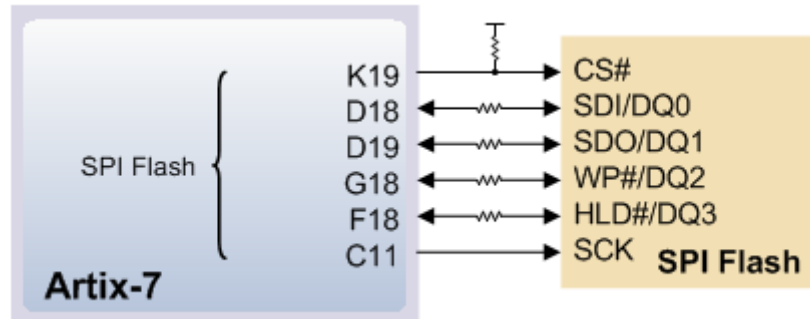 K19 CS#
D18 SDI/DQ0
D19 SDO/DQ1
SPI Flash G18 WP#/DQ2
F18 HLD#/DQ3
C11 SCK
Artix-7 SPI Flash